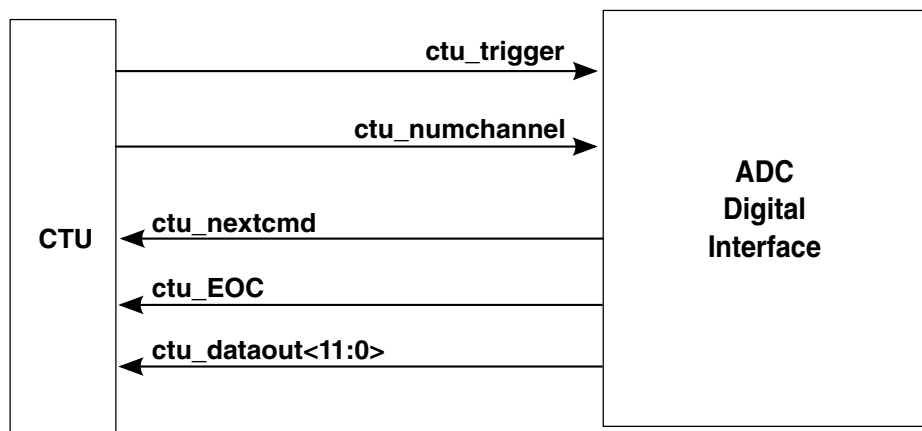 ctu_trigger
ctu_numchannel
ADC
Digital
Interface
CTU
ctu_nextcmd
ctu_EOC
ctu_dataout<11:0>